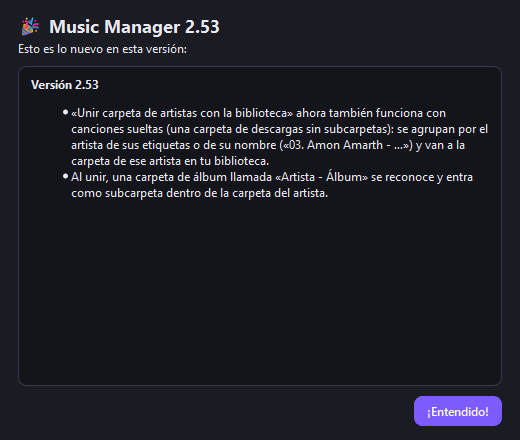 🎉 Music Manager 2.53
Esto es lo nuevo en esta versión:
Versión 2.53
• «Unir carpeta de artistas con la biblioteca» ahora también funciona con
canciones sueltas (una carpeta de descargas sin subcarpetas): se agrupan por el
artista de sus etiquetas o de su nombre («03. Amon Amarth - ...») y van a la
carpeta de ese artista en tu biblioteca.
• Al unir, una carpeta de álbum llamada «Artista - Álbum» se reconoce y entra
como subcarpeta dentro de la carpeta del artista.
¡Entendido!